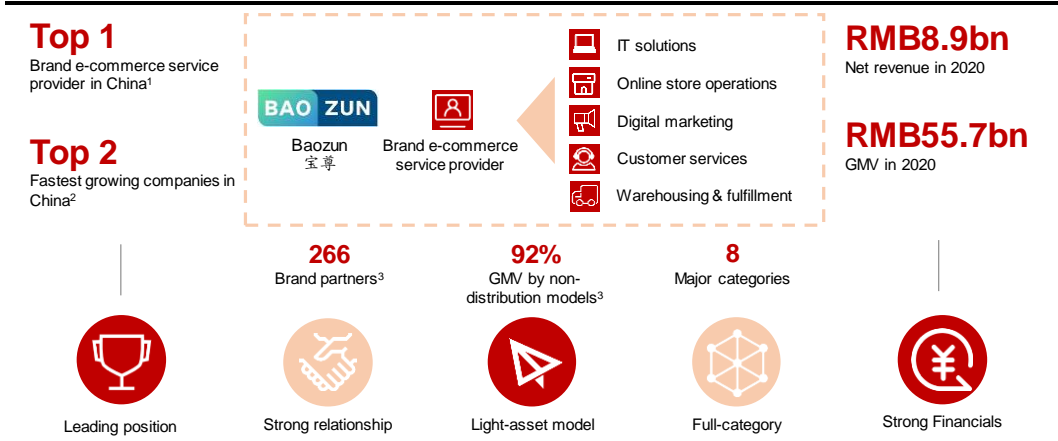 Top 1
Brand e-commerce service
provider in China¹
Top 2
Fastest growing companies in
China²
BAO ZUN
Baozun
宝尊
Brand e-commerce
service provider
IT solutions
Online store operations
Digital marketing
Customer services
Warehousing & fulfillment
RMB8.9bn
Net revenue in 2020
RMB55.7bn
GMV in 2020
266
Brand partners³
92%
GMV by non-
distribution models³
8
Major categories
¥
Leading position
Strong relationship
Light-asset model
Full-category
Strong Financials